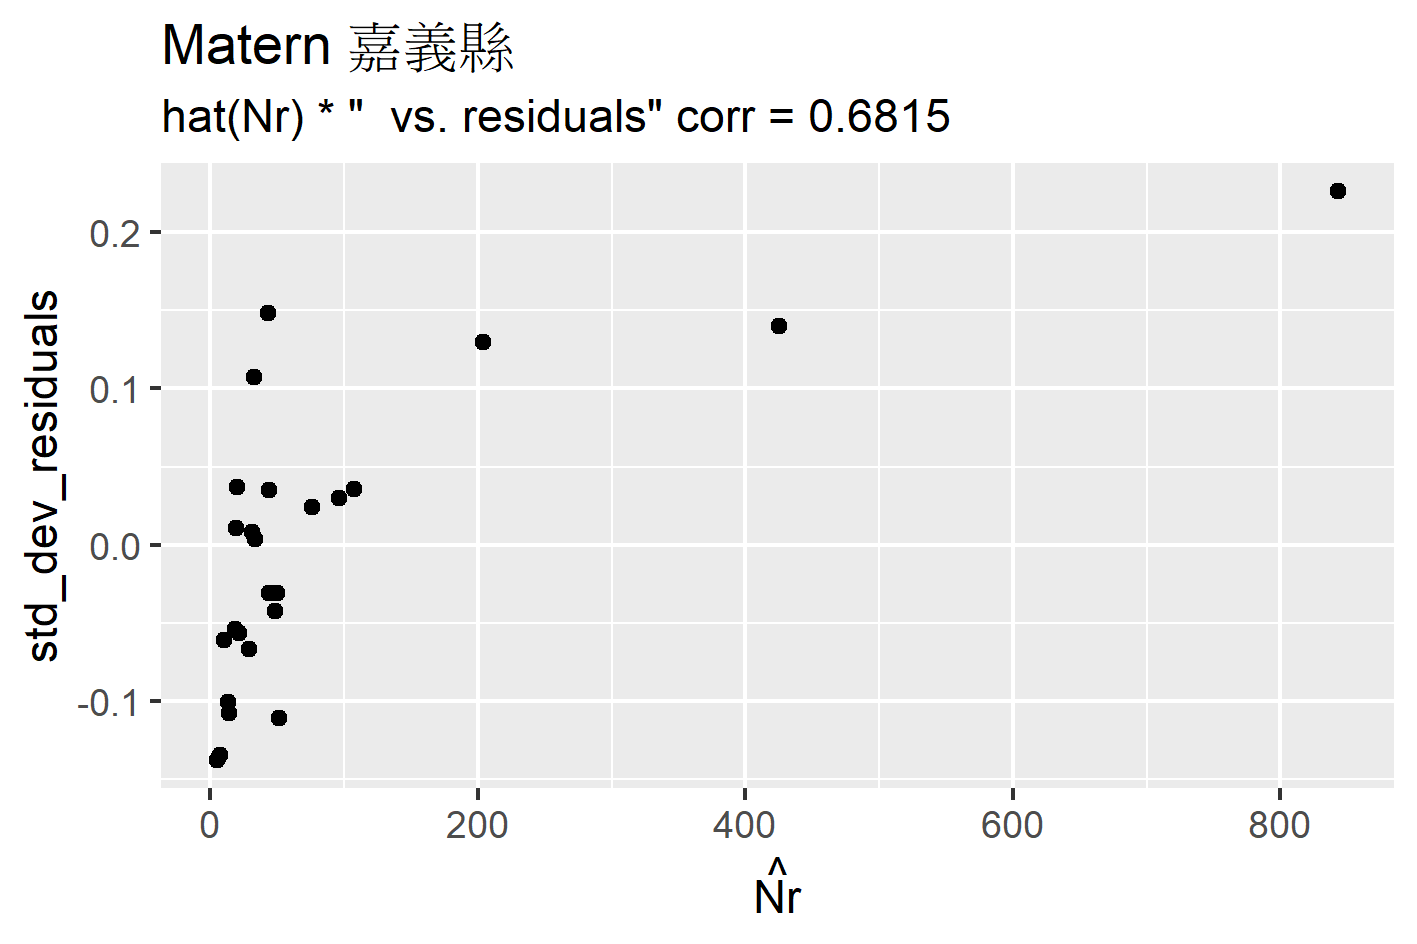 Matern 嘉義縣
hat(Nr) * "  vs. residuals" corr = 0.6815
std_dev_residuals
0.2
0.1
0.0
-0.1
0
200
400
600
800
N̂r